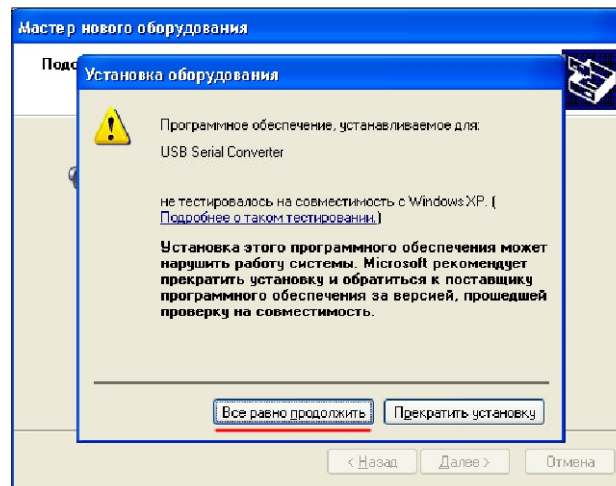 Мастер нового оборудования
Подо
Установка оборудования
Программное обеспечение, устанавливаемое для:
USB Serial Converter
не тестировалось на совместимость с Windows XP. (
Подробнее о таком тестировании.)
Установка этого программного обеспечения может
нарушить работу системы. Microsoft рекомендует
прекратить установку и обратиться к поставщику
программного обеспечения за версией, прошедшей
проверку на совместимость.
Все равно продолжить Прекратить установку
< Назад Далее > Отмена